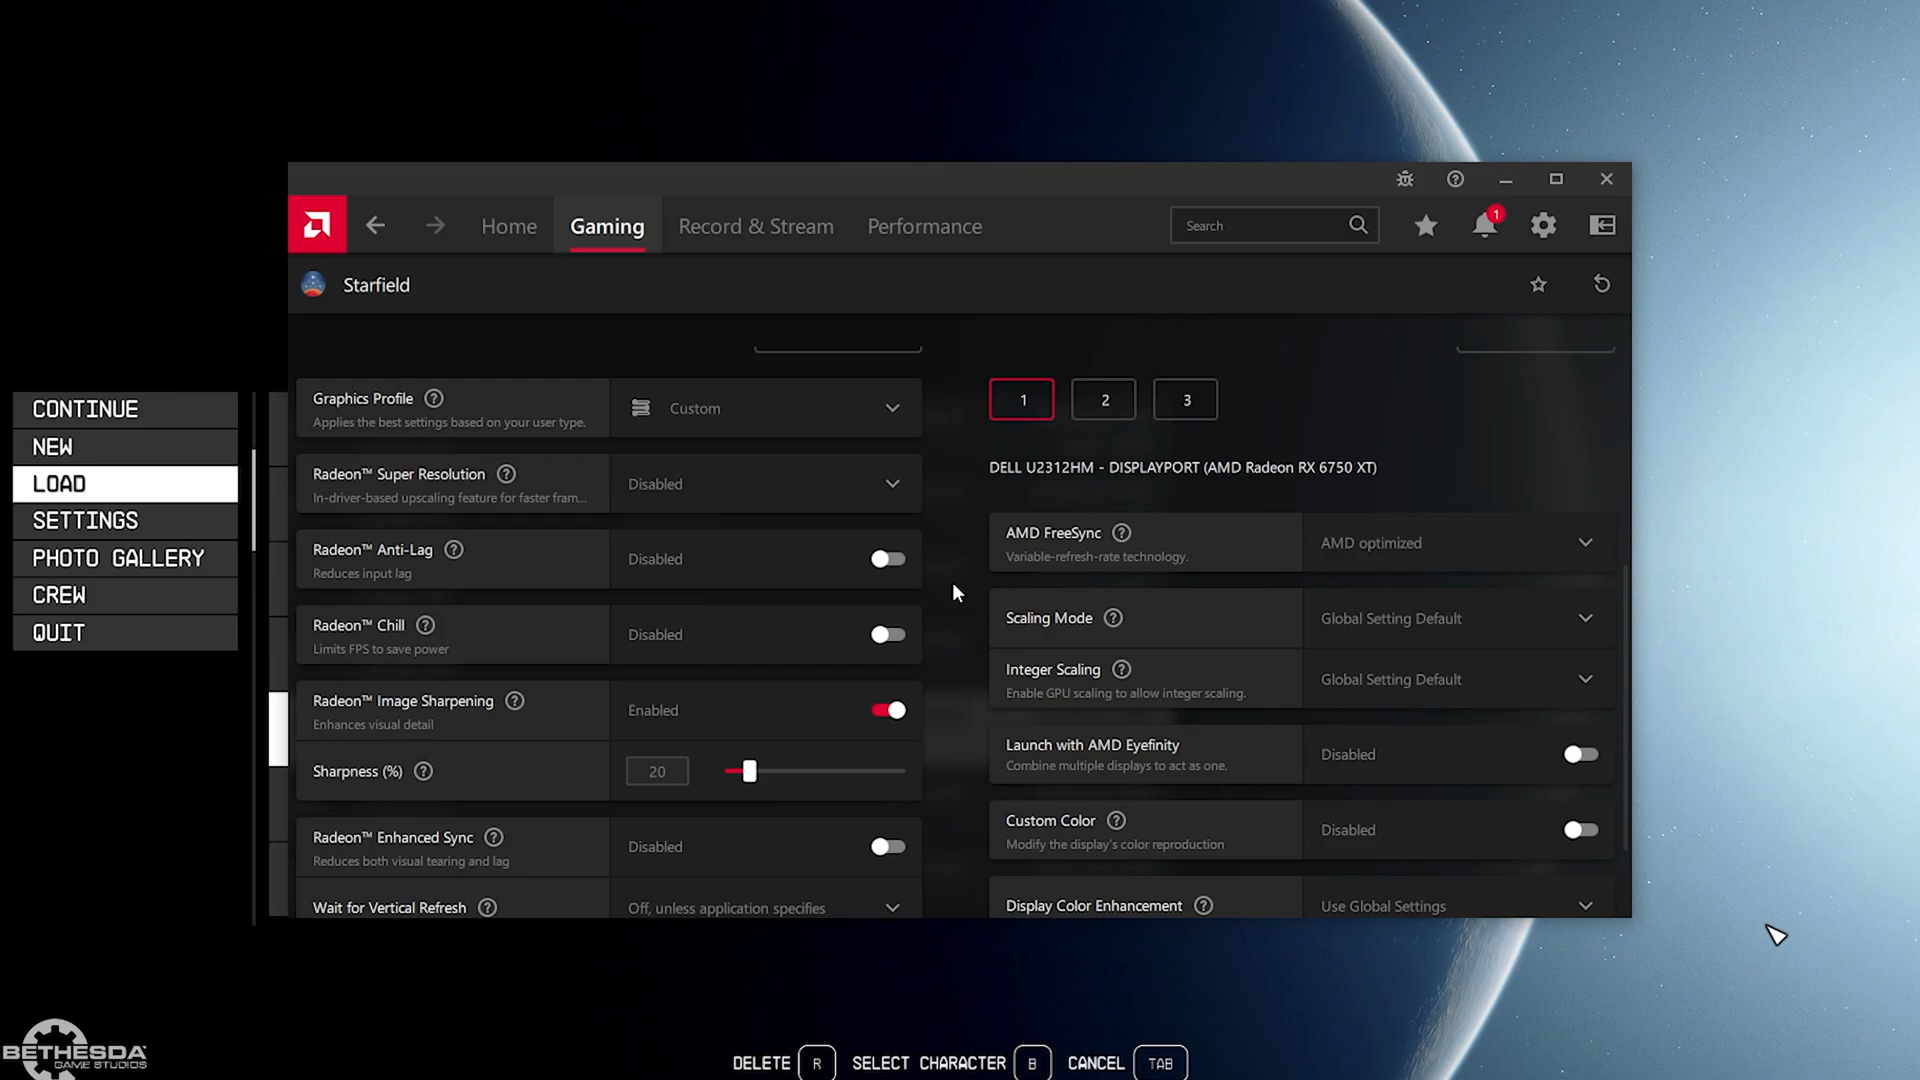 Home
Gaming
Record & Stream
Performance
Search
1
Starfield
CONTINUE
NEW
LOAD
SETTINGS
PHOTO GALLERY
CREW
QUIT
Graphics Profile
Applies the best settings based on your user type.
Custom
Radeon™ Super Resolution
In-driver-based upscaling feature for faster fram...
Disabled
Radeon™ Anti-Lag
Reduces input lag
Disabled
Radeon™ Chill
Limits FPS to save power
Disabled
Radeon™ Image Sharpening
Enhances visual detail
Enabled
Sharpness (%)
20
Radeon™ Enhanced Sync
Reduces both visual tearing and lag
Disabled
Wait for Vertical Refresh
Off, unless application specifies
1
2
3
DELL U2312HM - DISPLAYPORT (AMD Radeon RX 6750 XT)
AMD FreeSync
Variable-refresh-rate technology.
AMD optimized
Scaling Mode
Global Setting Default
Integer Scaling
Enable GPU scaling to allow integer scaling.
Global Setting Default
Launch with AMD Eyefinity
Combine multiple displays to act as one.
Disabled
Custom Color
Modify the display's color reproduction
Disabled
Display Color Enhancement
Use Global Settings
BETHESDA
GAME STUDIOS
DELETE R SELECT CHARACTER B CANCEL TAB